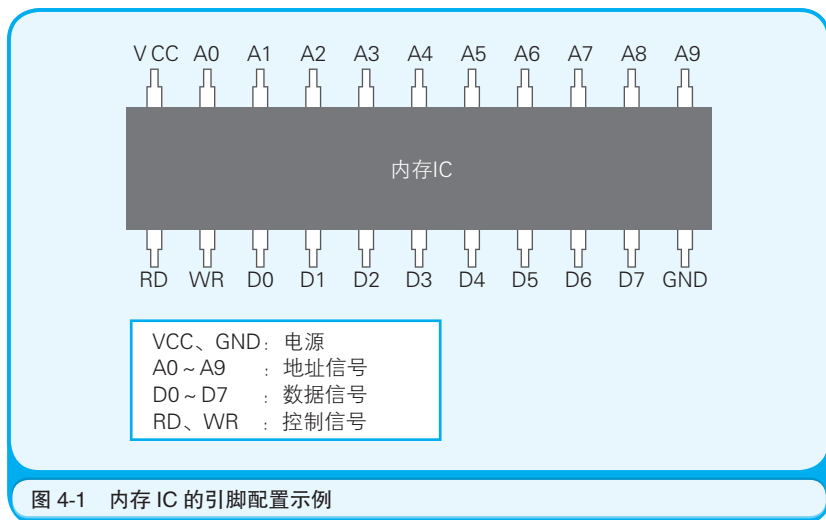 VCC A0 A1 A2 A3 A4 A5 A6 A7 A8 A9
内存IC
RD WR D0 D1 D2 D3 D4 D5 D6 D7 GND
VCC、GND：电源
A0～A9 ：地址信号
D0～D7 ：数据信号
RD、WR ：控制信号
图 4-1 内存 IC 的引脚配置示例